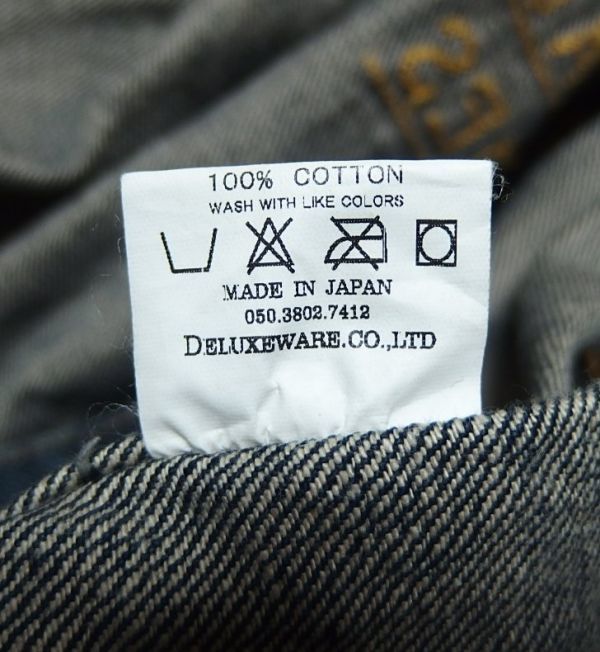 100% COTTON
WASH WITH LIKE COLORS
MADE IN JAPAN
050.3802.7412
DELUXEWARE.CO.,LTD